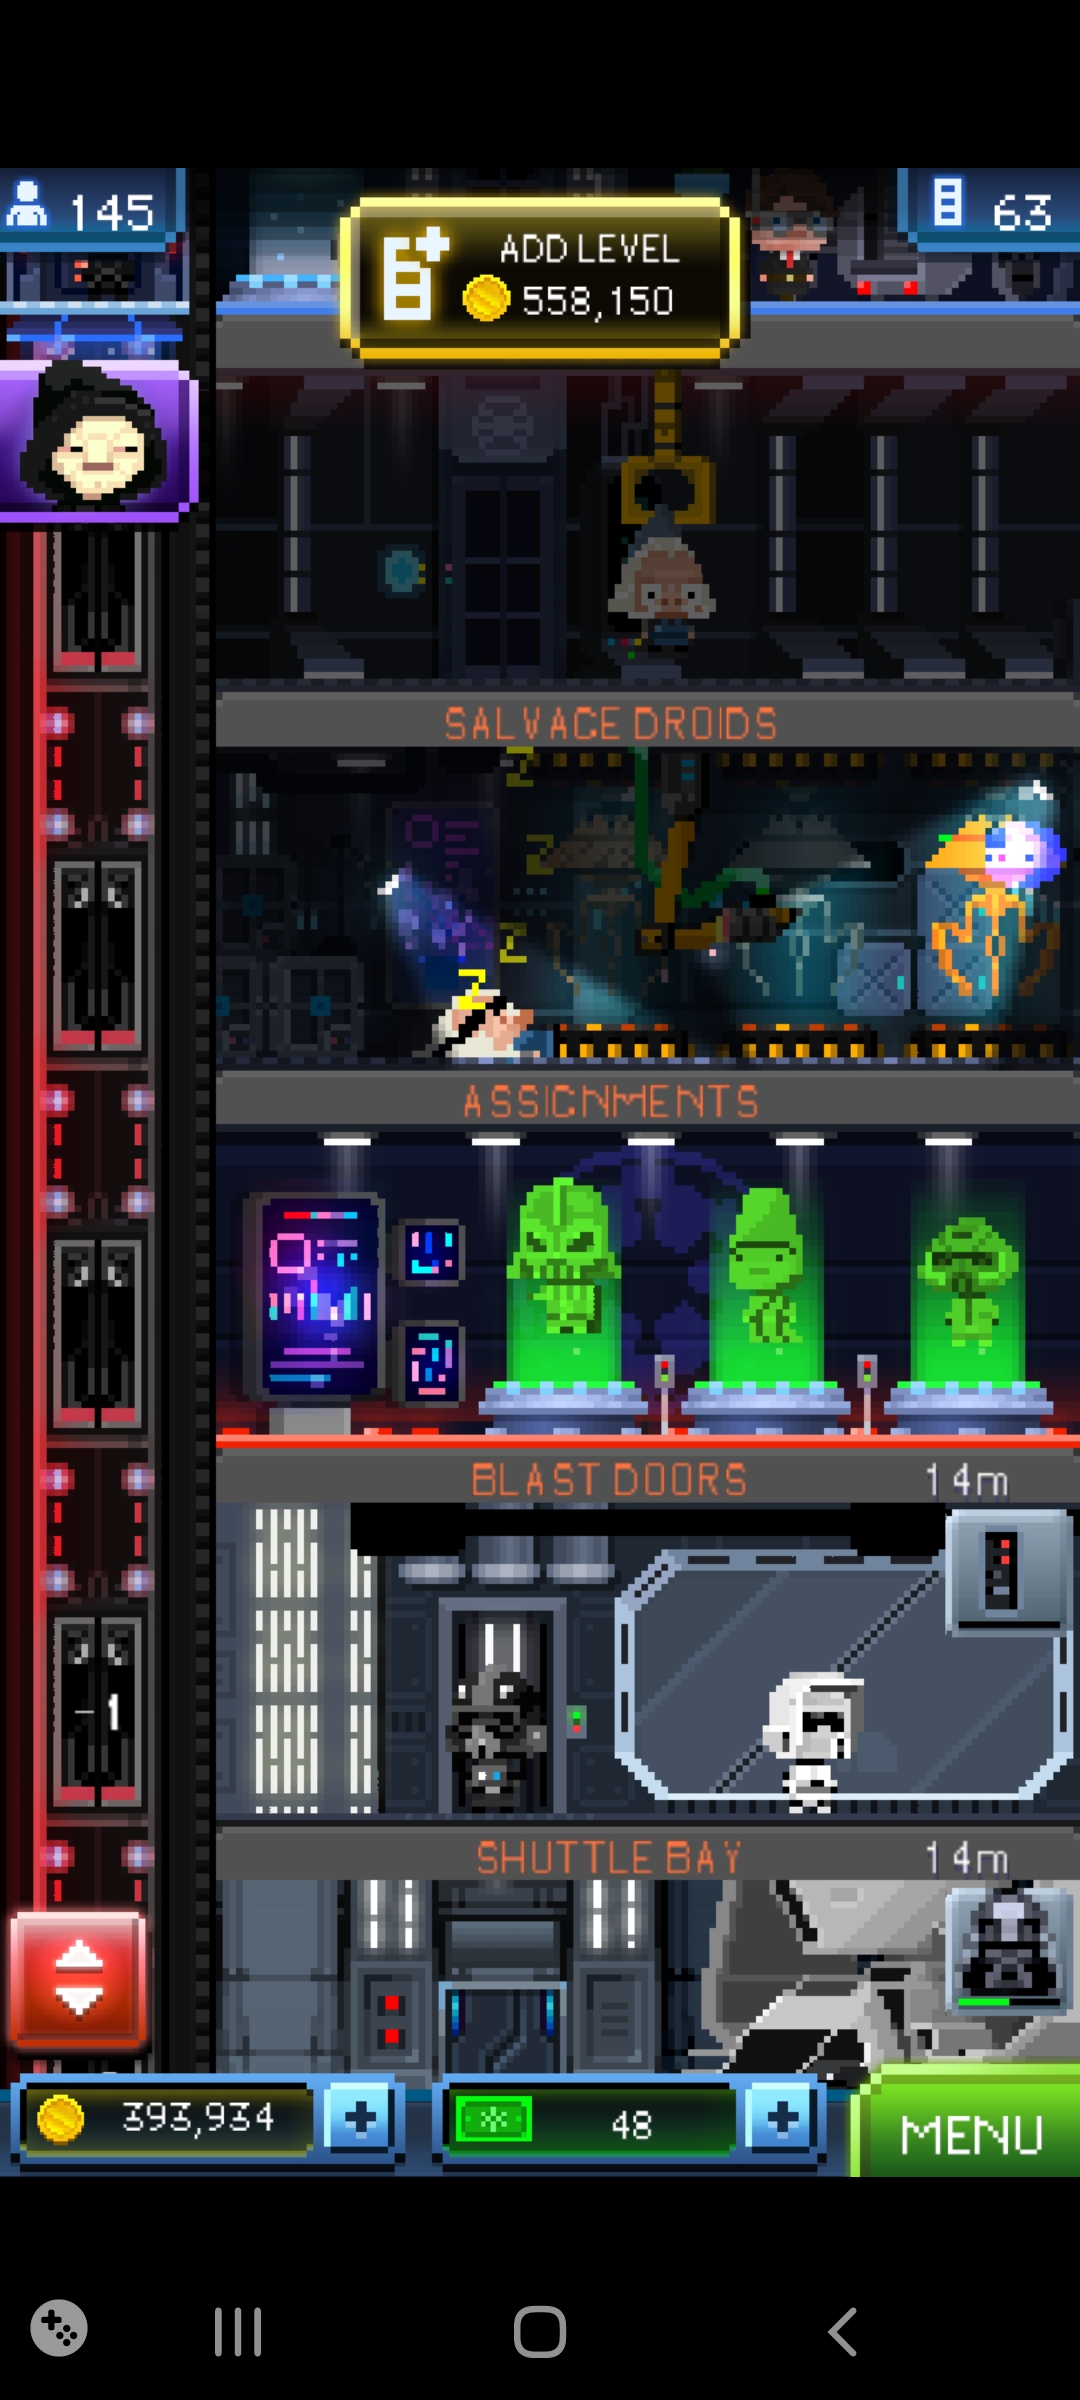 145
ADD LEVEL
558,150
63
SALVAGE DROIDS
Z
Z
Z
Z
ASSIGNMENTS
BLAST DOORS 14m
-1
SHUTTLE BAY 14m
393,934
48
MENU